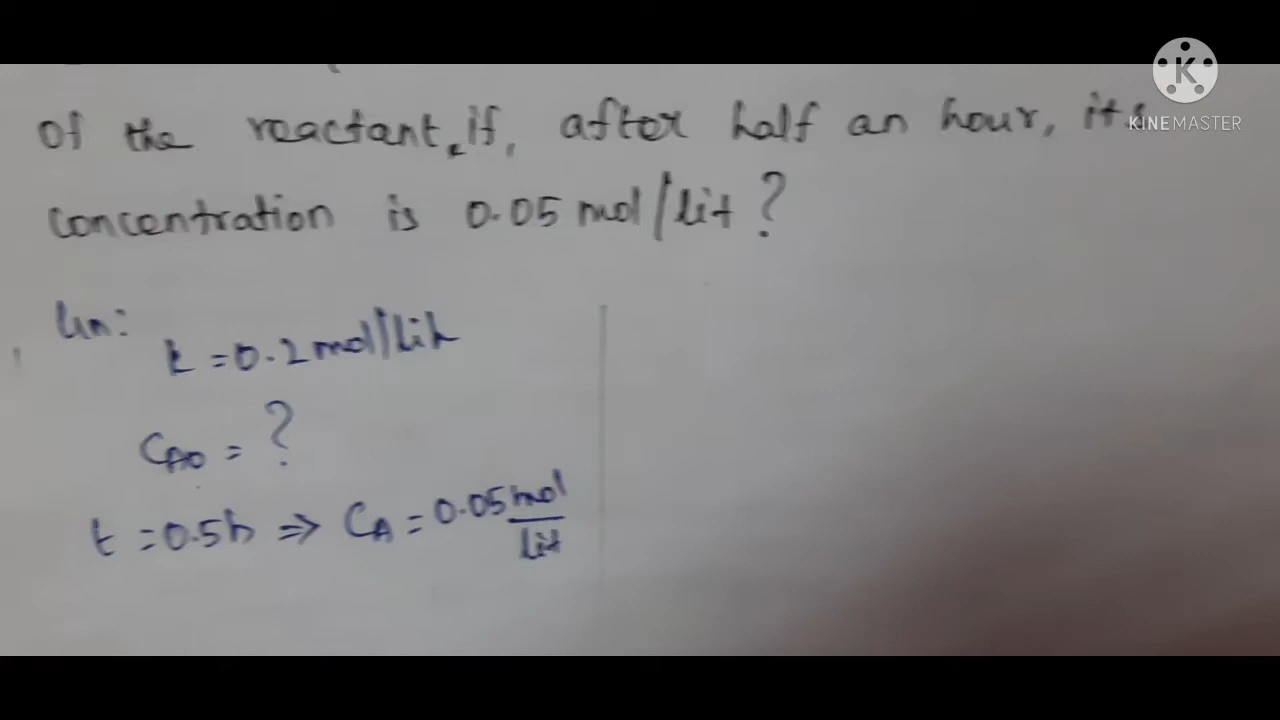 of the reactant, if, after half an hour, its
concentration is 0.05 mol/lit?
Gn:
k = 0.2 mol/lit
CA0 = ?
t = 0.5h ⇒ CA = 0.05 mol/lit
K
KINEMASTER